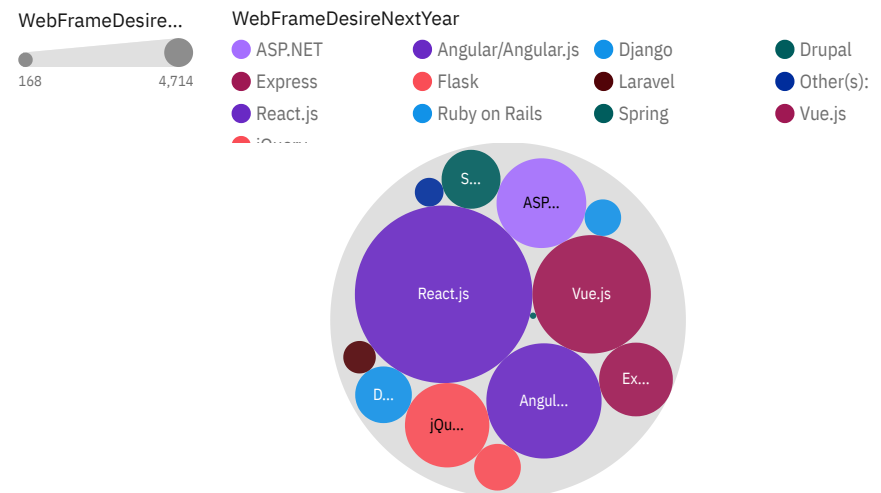 WebFrameDesire...
168 4,714
WebFrameDesireNextYear
ASP.NET Angular/Angular.js Django Drupal
Express Flask Laravel Other(s):
React.js Ruby on Rails Spring Vue.js
jQuery
S...
ASP...
React.js
Vue.js
Ex...
D...
Angul...
jQu...